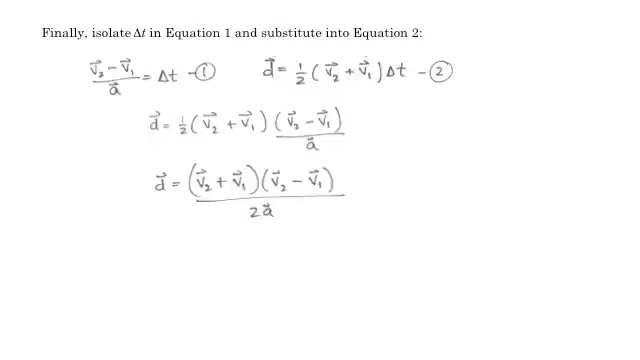 Finally, isolate Δt in Equation 1 and substitute into Equation 2:
(v⃗₂ − v⃗₁)/a⃗ = Δt − ① d⃗ = ½ (v⃗₂ + v⃗₁) Δt − ②
d⃗ = ½ (v⃗₂ + v⃗₁) (v⃗₂ − v⃗₁)/a⃗
d⃗ = (v⃗₂ + v⃗₁)(v⃗₂ − v⃗₁)/2a⃗